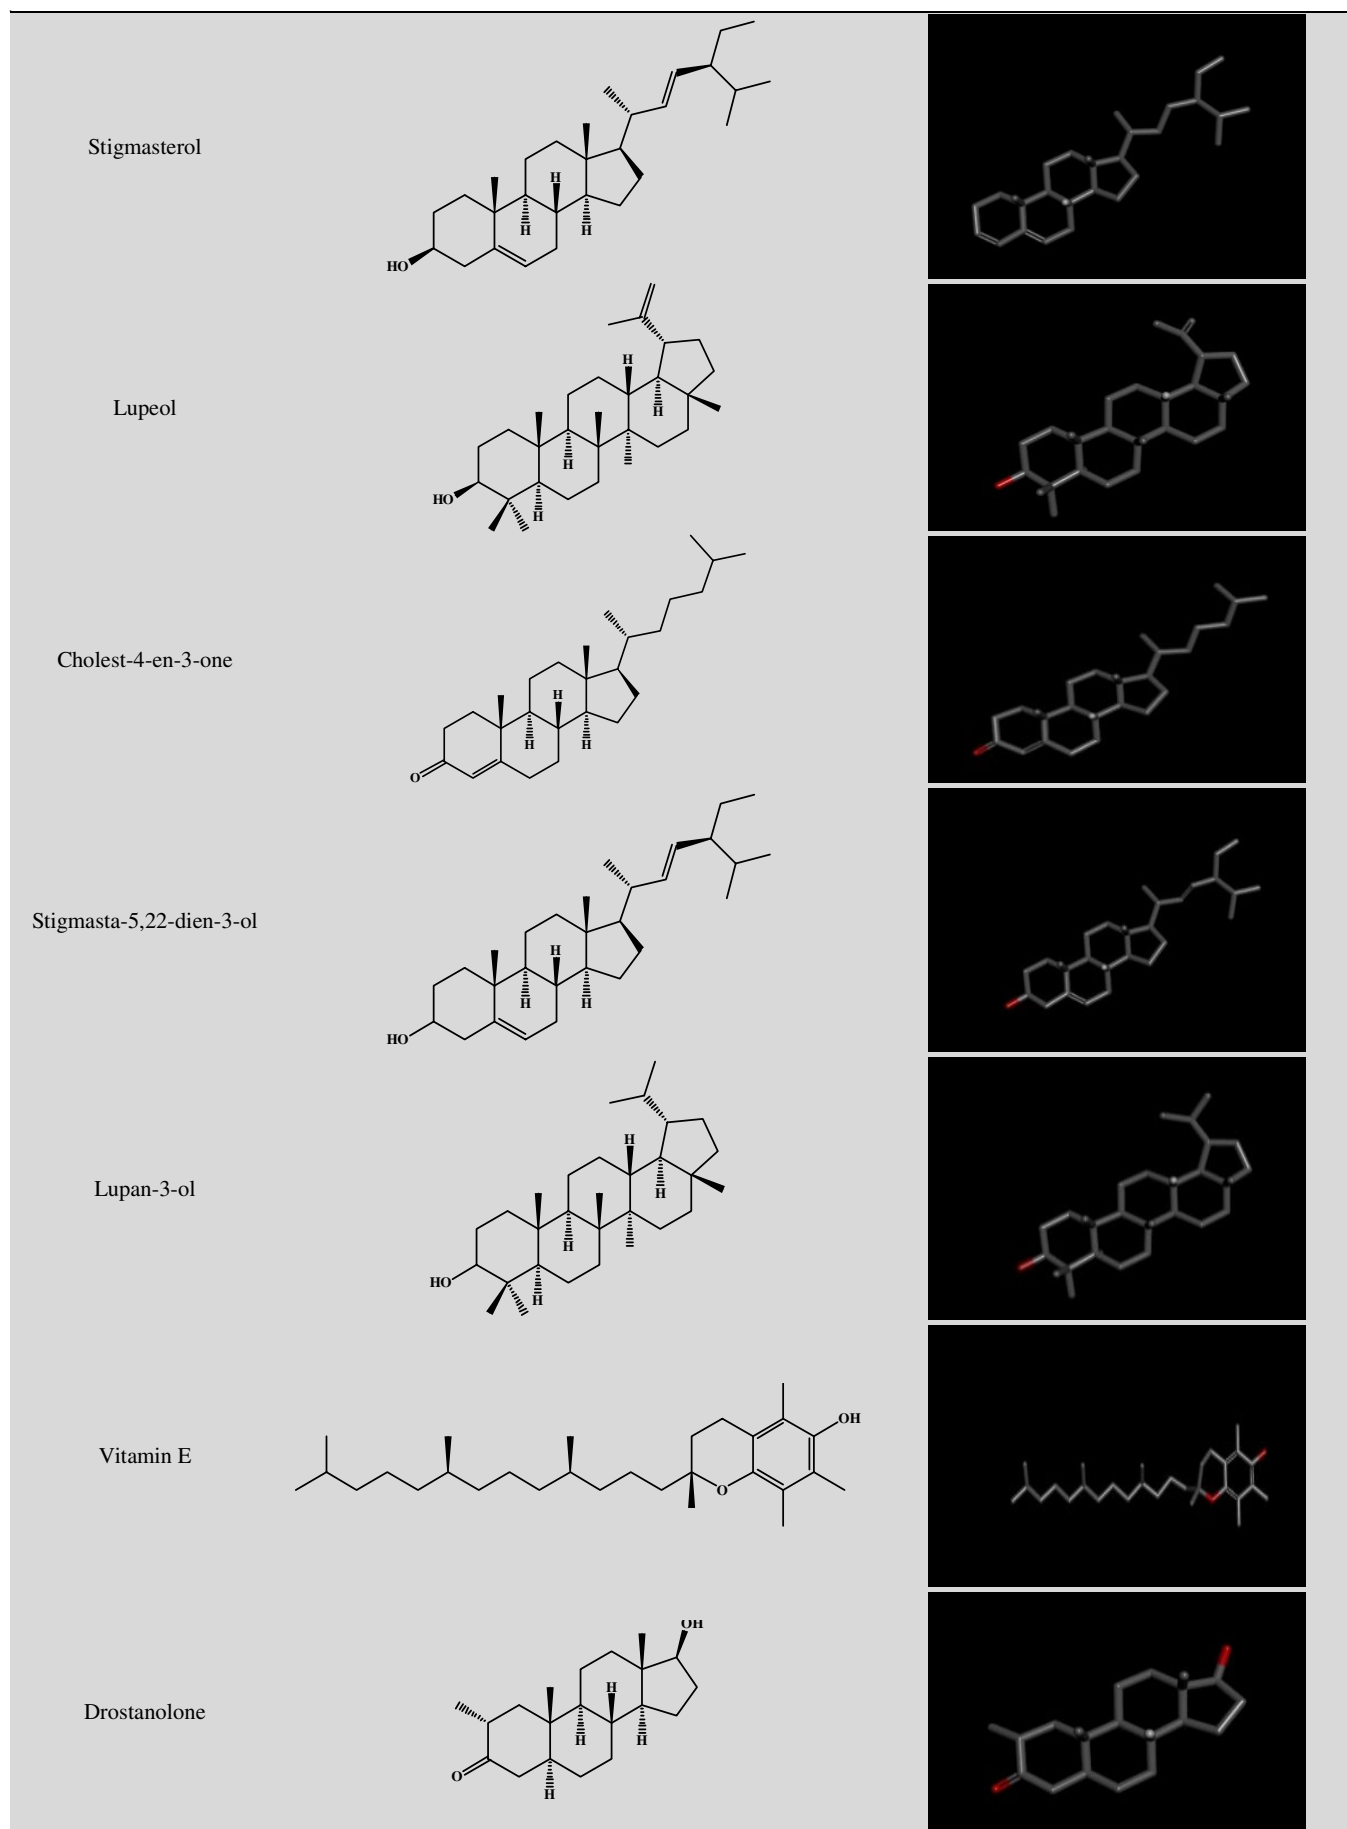 Stigmasterol
H
H
H
HO
Lupeol
H
H
H
HO
H
Cholest-4-en-3-one
H
H
H
O
Stigmasta-5,22-dien-3-ol
H
H
H
HO
Lupan-3-ol
H
H
H
HO
H
Vitamin E
OH
O
Drostanolone
OH
H
H
H
O
H